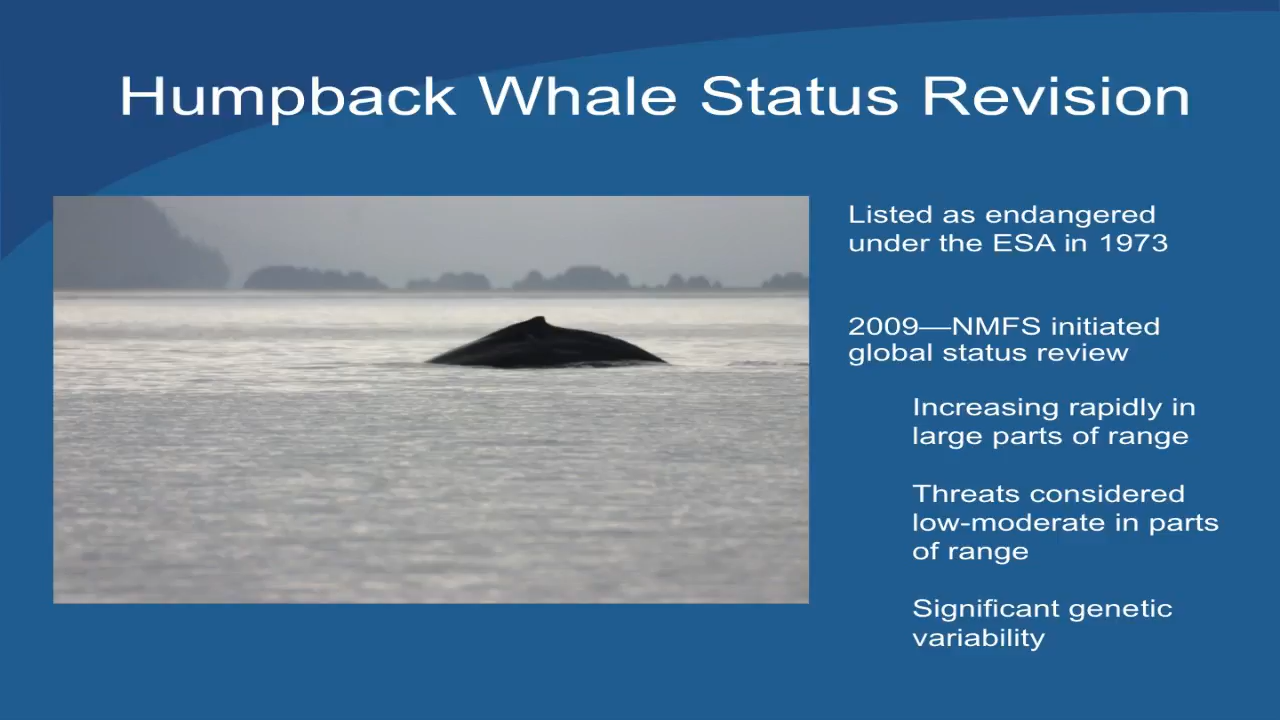 Humpback Whale Status Revision
Listed as endangered
under the ESA in 1973
2009—NMFS initiated
global status review
Increasing rapidly in
large parts of range
Threats considered
low-moderate in parts
of range
Significant genetic
variability